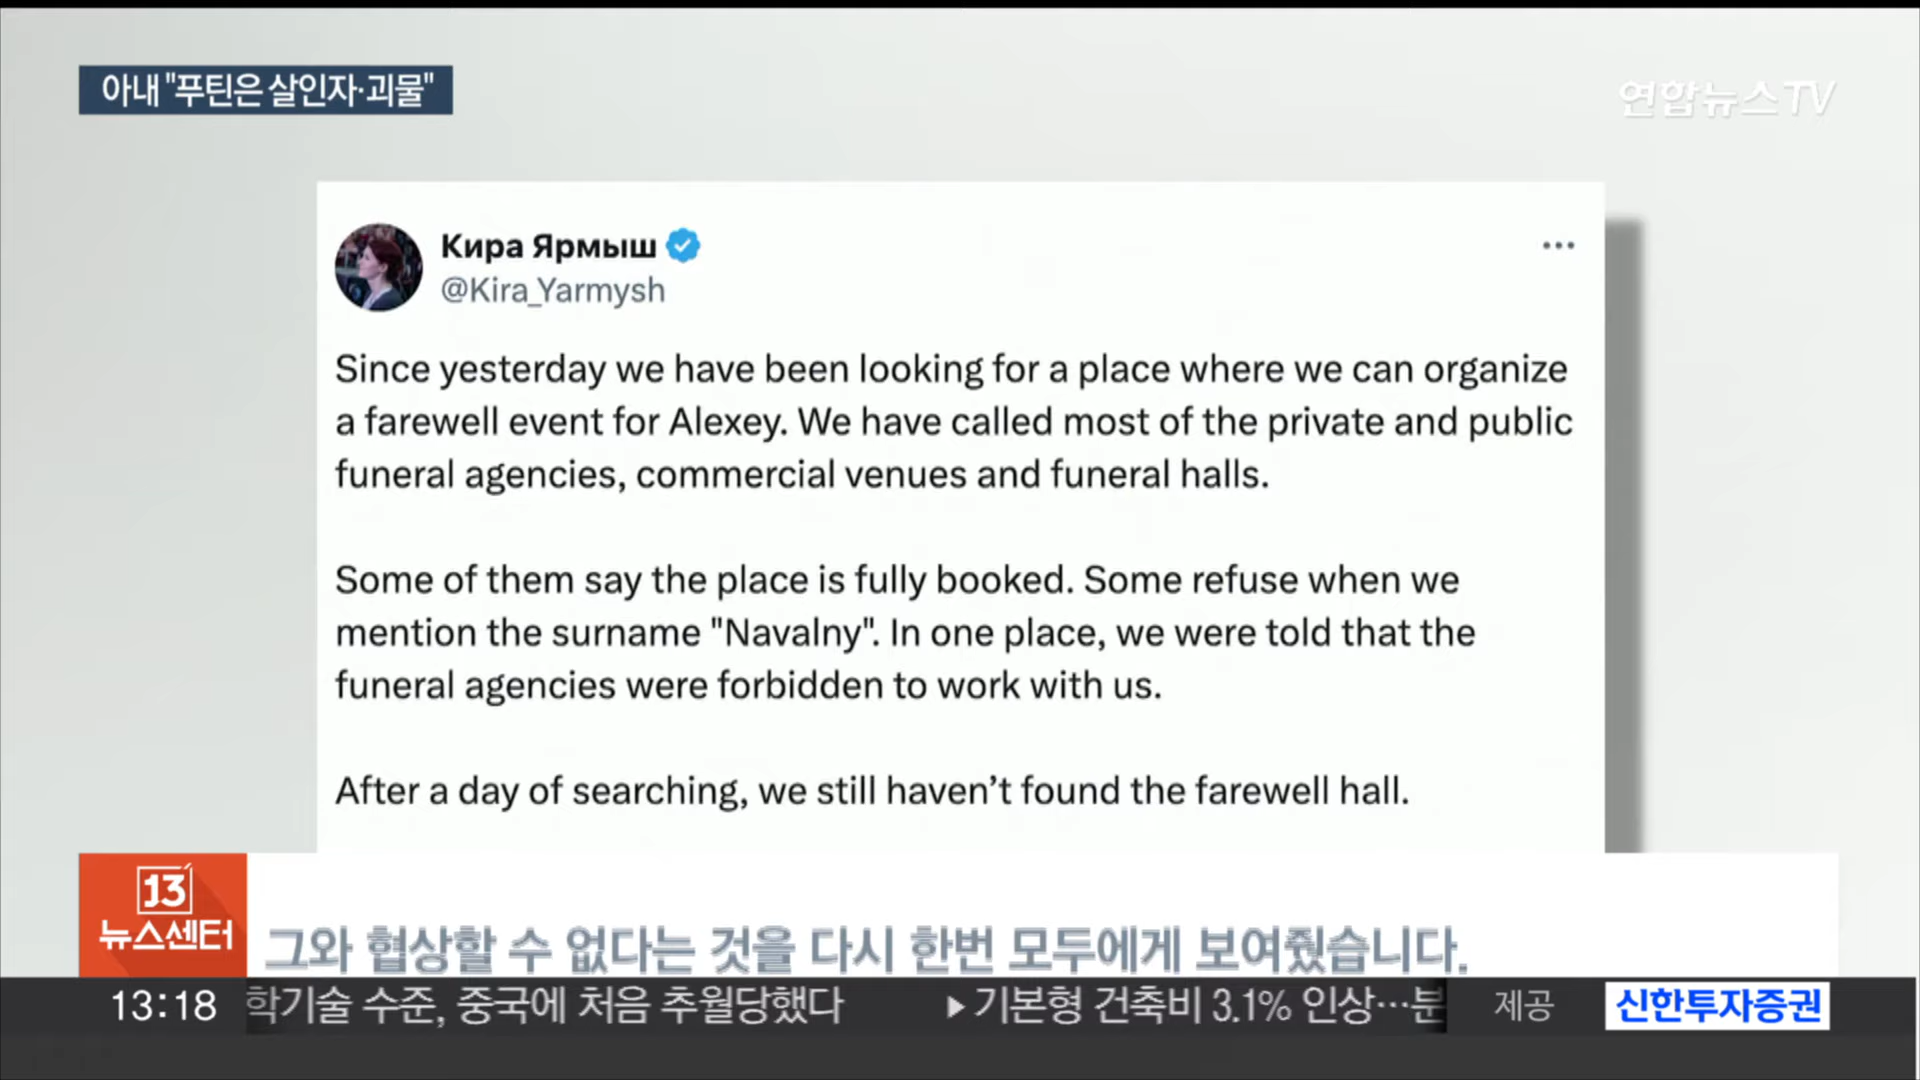 아내 "푸틴은 살인자·괴물"
연합뉴스TV
Кира Ярмыш
@Kira_Yarmysh
Since yesterday we have been looking for a place where we can organize
a farewell event for Alexey. We have called most of the private and public
funeral agencies, commercial venues and funeral halls.
Some of them say the place is fully booked. Some refuse when we
mention the surname "Navalny". In one place, we were told that the
funeral agencies were forbidden to work with us.
After a day of searching, we still haven’t found the farewell hall.
13
뉴스센터
그와 협상할 수 없다는 것을 다시 한번 모두에게 보여줬습니다.
13:18
학기술 수준, 중국에 처음 추월당했다 ▶기본형 건축비 3.1% 인상…분
제공
신한투자증권